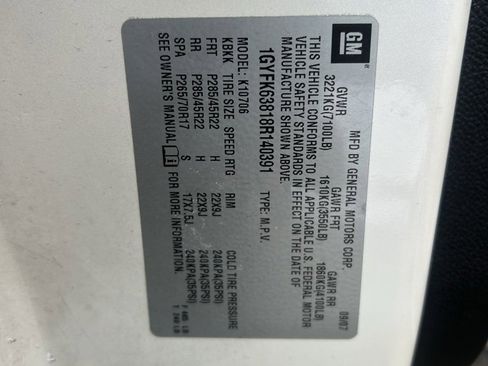 GM
MFD BY GENERAL MOTORS CORP. 09/07
GVWR GAWR FRT GAWR RR
3221KG(7100LB) 1610KG(3550LB) 1860KG(4100LB)
THIS VEHICLE CONFORMS TO ALL APPLICABLE U.S. FEDERAL MOTOR
VEHICLE SAFETY STANDARDS IN EFFECT ON THE DATE OF
MANUFACTURE SHOWN ABOVE.
1GYFK63818R140391 TYPE: M.P.V.
MODEL: K10706
KBKK TIRE SIZE SPEED RTG RIM COLD TIRE PRESSURE
FRT P285/45R22 H 22X9J 240KPA(35PSI)
RR P285/45R22 H 22X9J 240KPA(35PSI)
SPA P265/70R17 S 17X7.5J 240KPA(35PSI)
SEE OWNER'S MANUAL FOR MORE INFORMATION.